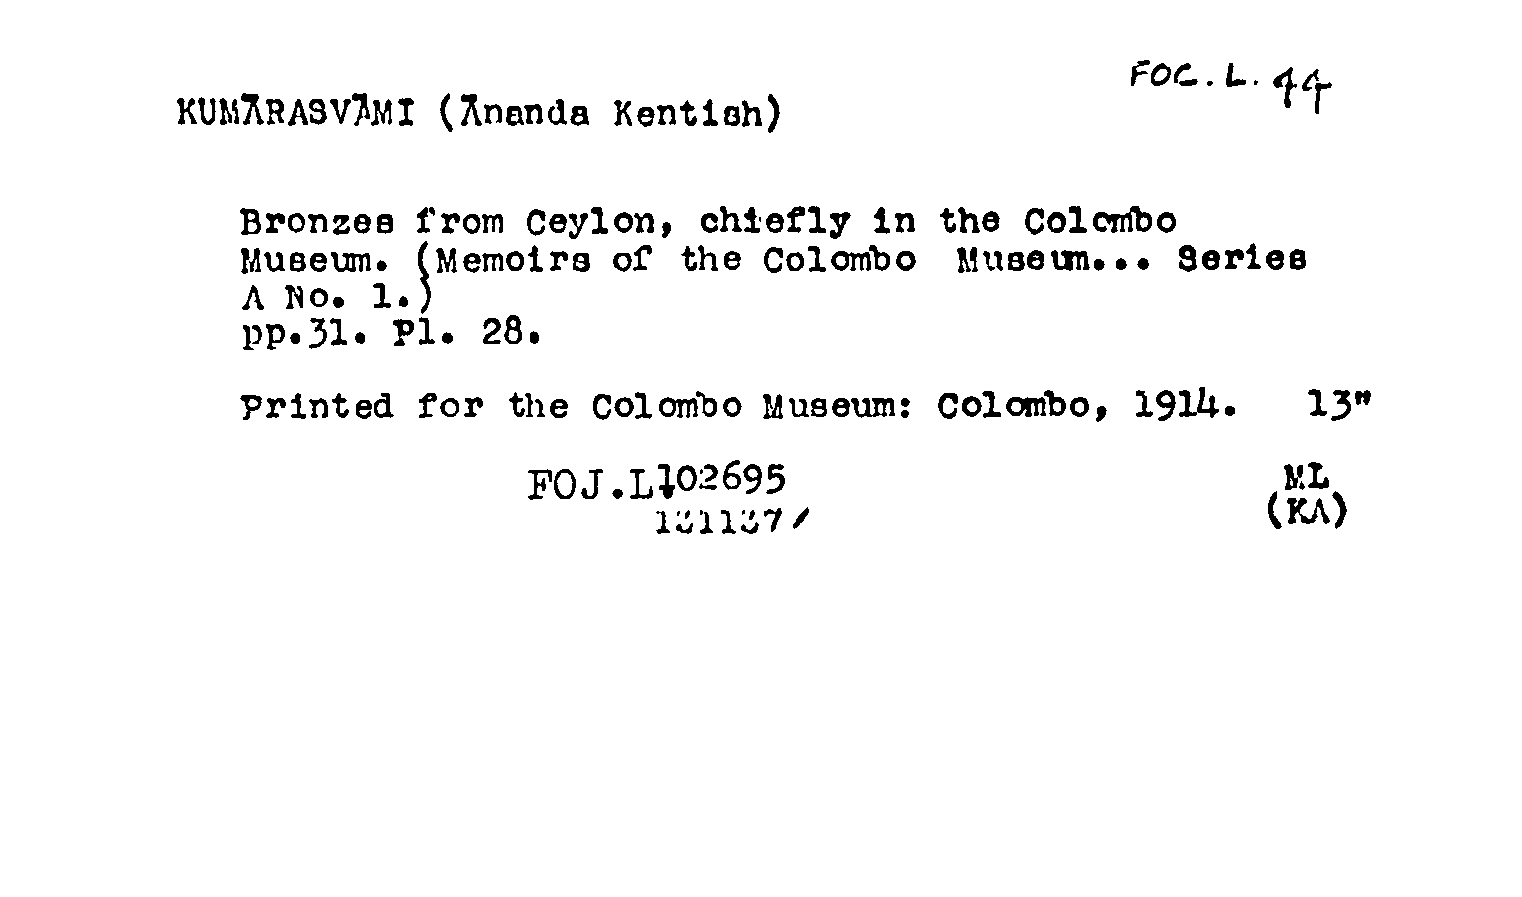 FOC. L. 44
KUMĀRASVĀMI (Ānanda Kentish)
Bronzes from Ceylon, chiefly in the Colombo
Museum. (Memoirs of the Colombo Museum... Series
A No. 1.)
pp.31. Pl. 28.
Printed for the Colombo Museum: Colombo, 1914. 13"
FOJ.L102695
ML
(KA)